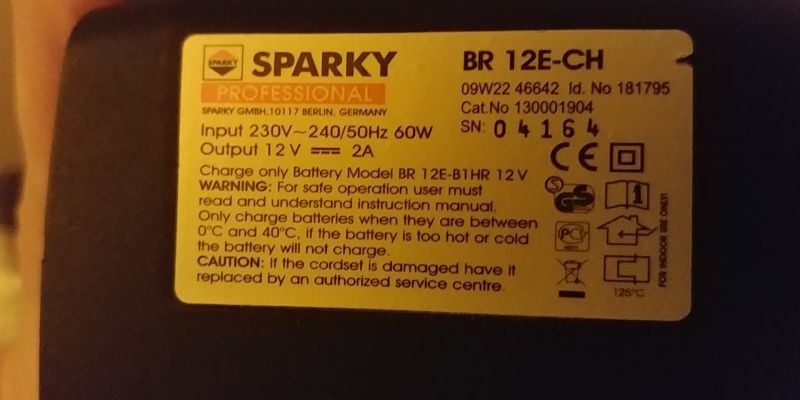 SPARKY
PROFESSIONAL
SPARKY GMBH, 10117 BERLIN, GERMANY
Input 230V~240/50Hz 60W
Output 12 V ⎓ 2A
BR 12E-CH
09W22 46642 Id. No 181795
Cat.No 130001904
SN: 04164
Charge only Battery Model BR 12E-B1HR 12 V
WARNING: For safe operation user must
read and understand instruction manual.
Only charge batteries when they are between
0°C and 40°C, if the battery is too hot or cold
the battery will not charge.
CAUTION: If the cordset is damaged have it
replaced by an authorized service centre.
CE
S
GS
PC
125°C
FOR INDOOR USE ONLY!